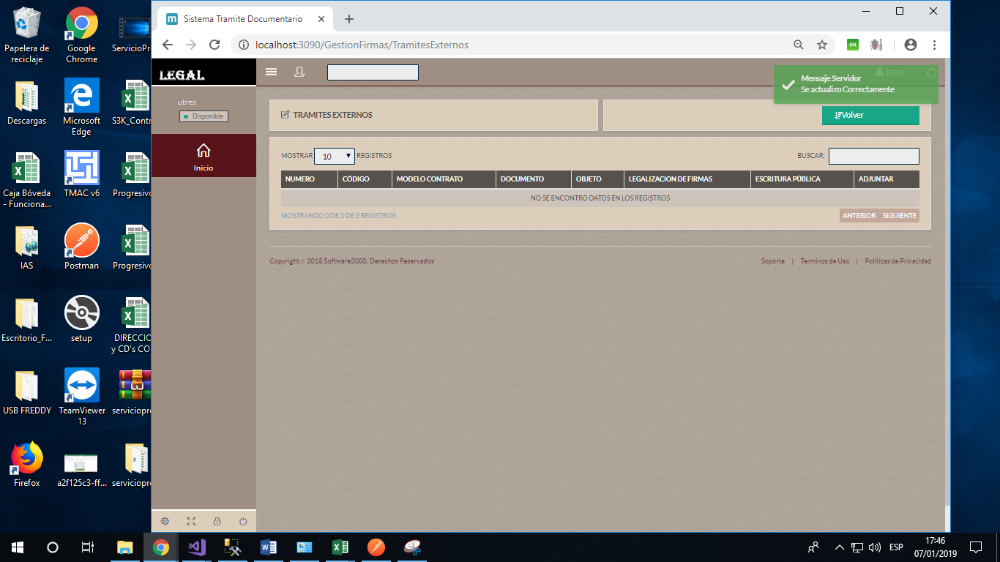 Papelera de
reciclaje
Google
Chrome
ServicioPr
Descargas
Microsoft
Edge
S3K_Contr
Caja Bóveda
- Funciona...
TMAC v6
Progresivo
IAS
Postman
Progresivo
Escritorio_F...
setup
DIRECCIO
y CD's CO
USB FREDDY
TeamViewer
13
serviciopro
Firefox
a2f125c3-ff...
serviciopro
Sistema Tramite Documentario
localhost:3090/GestionFirmas/TramitesExternos
ON
LEGAL
utres
Mensaje Servidor
Se actualizo Correctamente
utres
Disponible
Inicio
TRAMITES EXTERNOS
Volver
MOSTRAR 10 REGISTROS
BUSCAR:
NUMERO CÓDIGO MODELO CONTRATO DOCUMENTO OBJETO LEGALIZACION DE FIRMAS ESCRITURA PÚBLICA ADJUNTAR
NO SE ENCONTRO DATOS EN LOS REGISTROS
MOSTRANDO 0 DE 0 DE 0 REGISTROS
ANTERIOR SIGUIENTE
Copyright © 2018 Software3000. Derechos Reservados
Soporte | Terminos de Uso | Politicas de Privacidad
ESP
17:46
07/01/2019